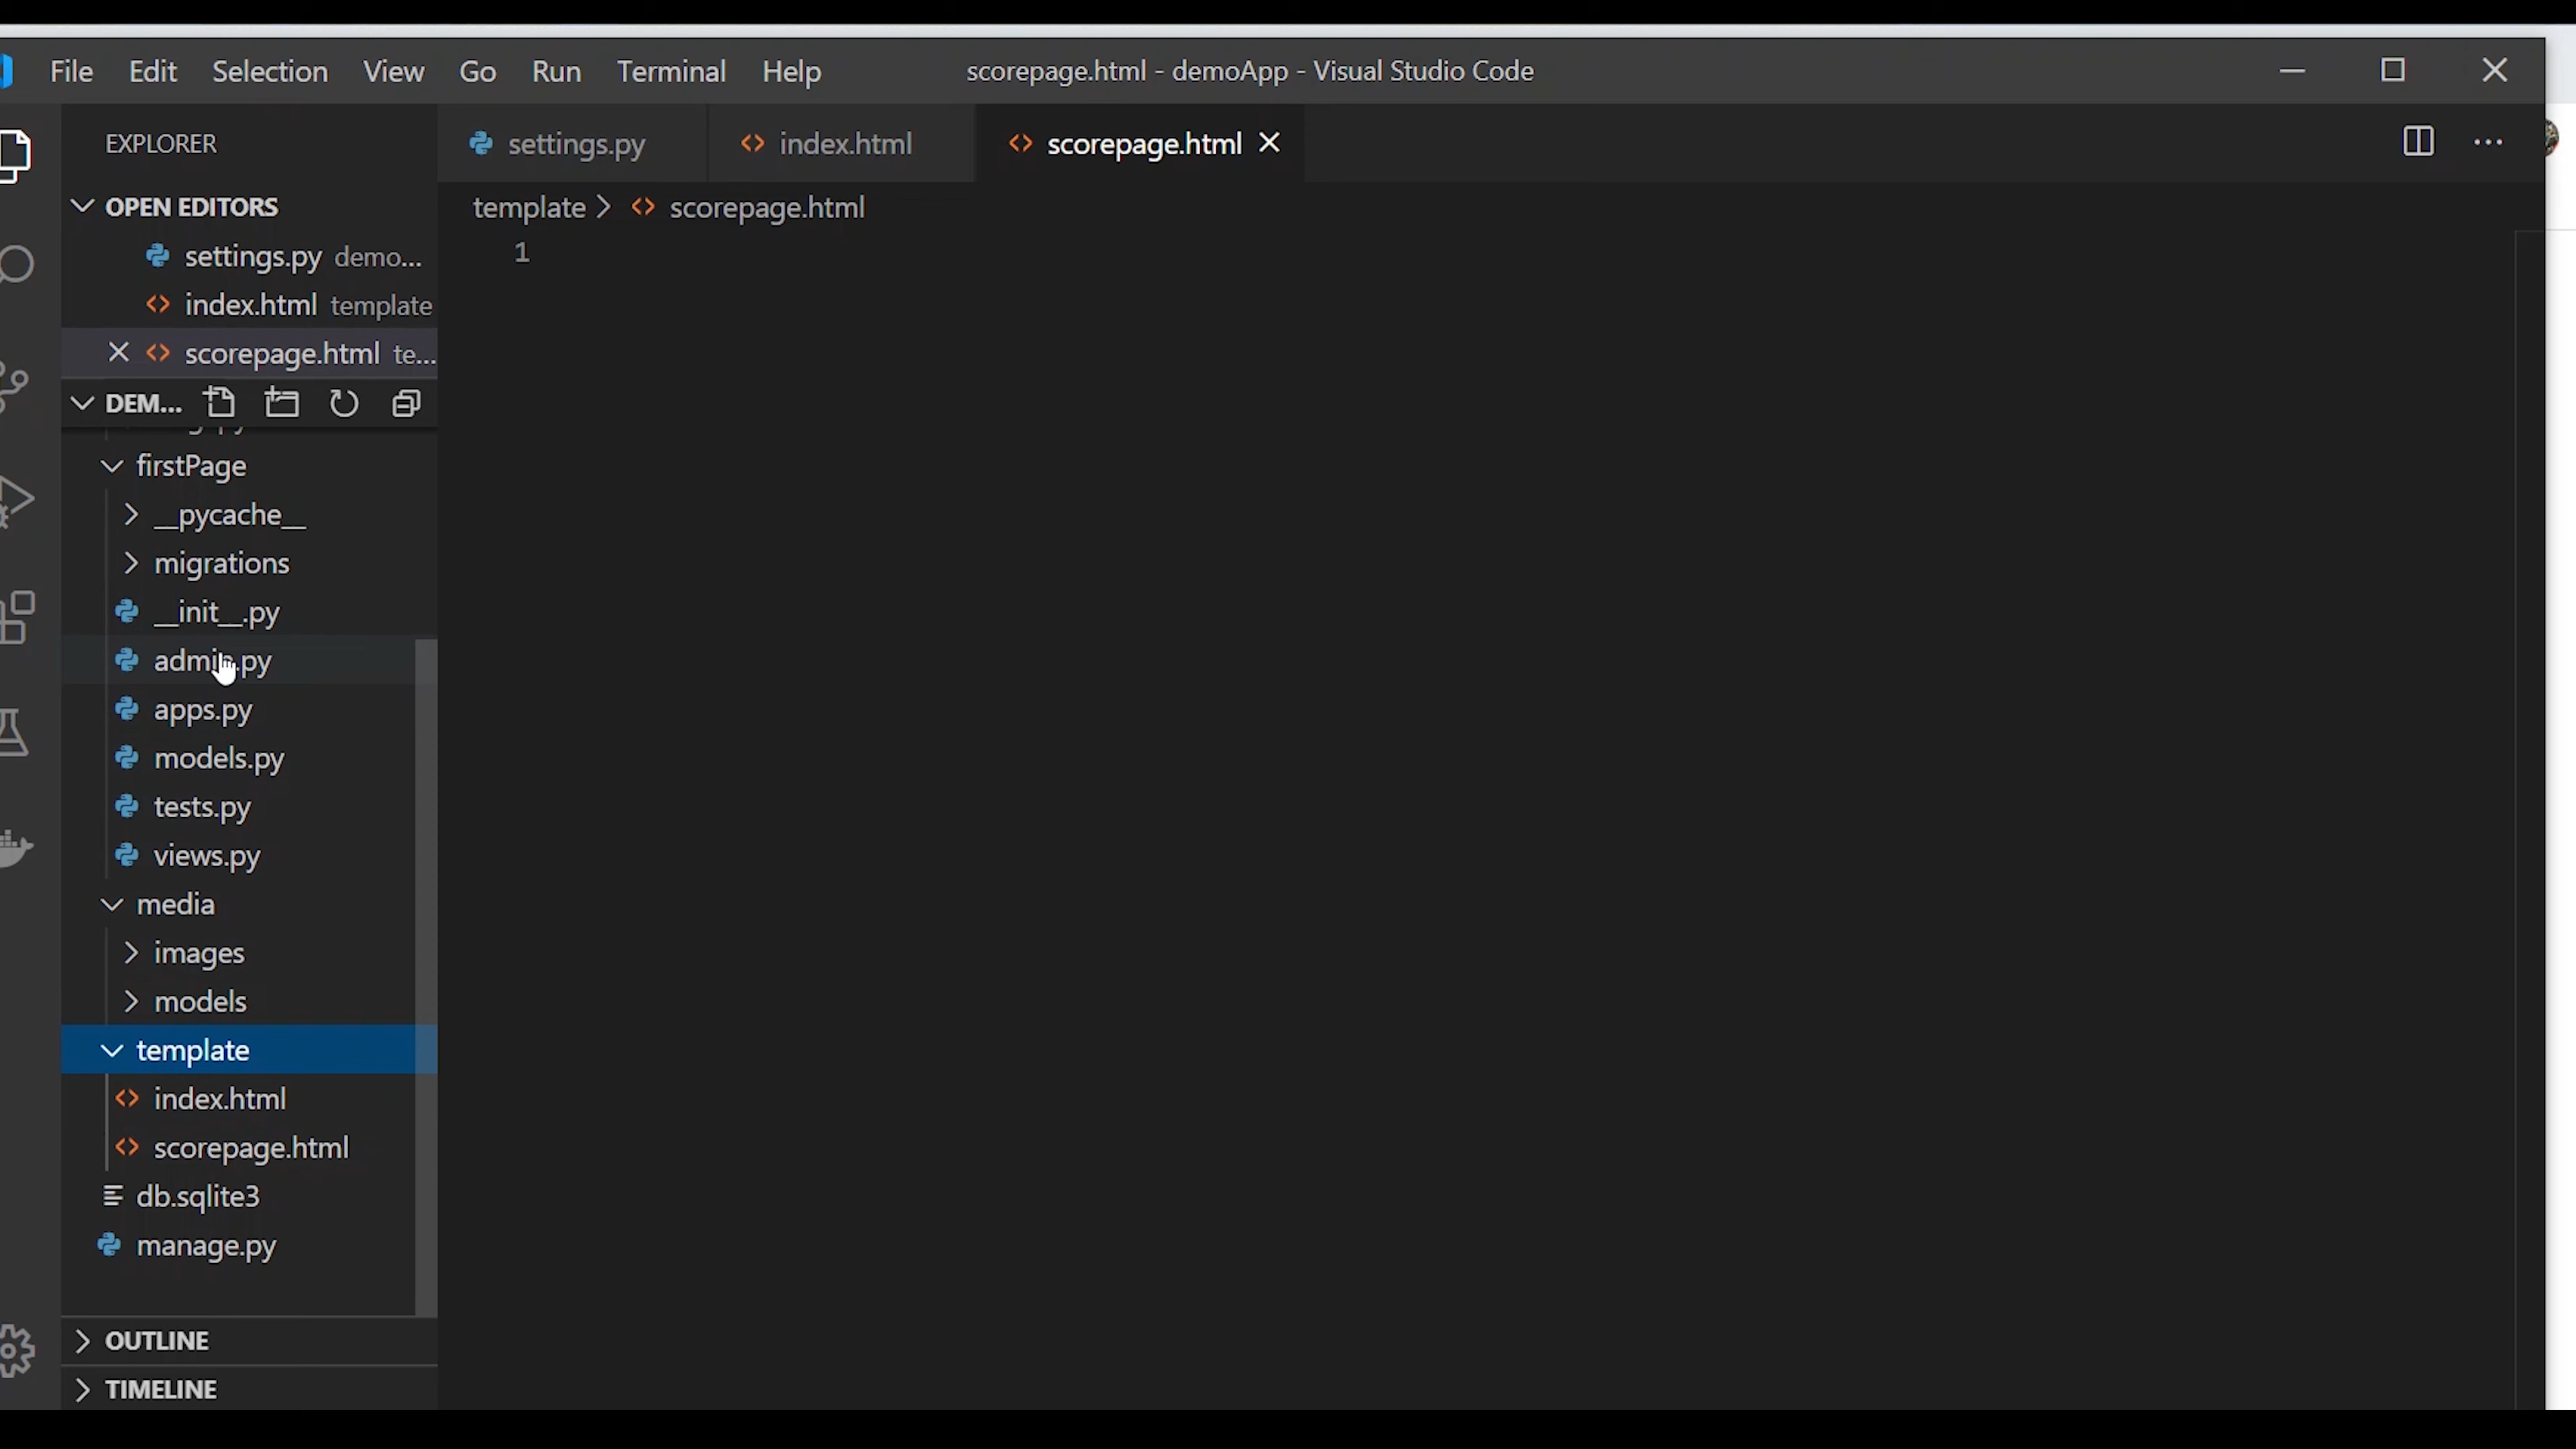 File Edit Selection View Go Run Terminal Help scorepage.html - demoApp - Visual Studio Code
EXPLORER
settings.py index.html scorepage.html
OPEN EDITORS
template > scorepage.html
settings.py demo...
1
index.html template
scorepage.html te...
DEM...
firstPage
__pycache__
migrations
__init__.py
admin.py
apps.py
models.py
tests.py
views.py
media
images
models
template
index.html
scorepage.html
db.sqlite3
manage.py
OUTLINE
TIMELINE